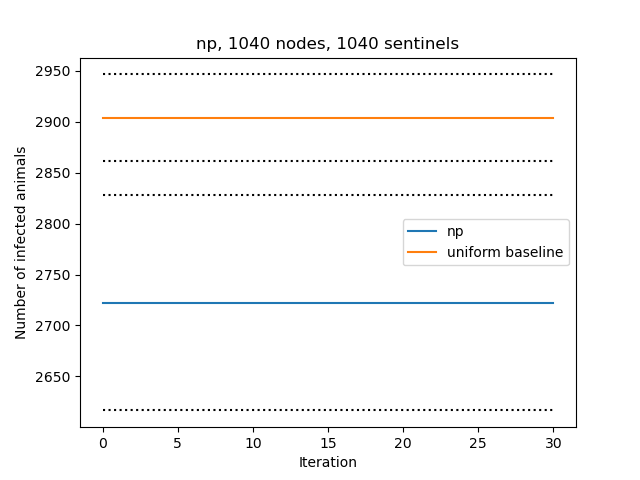 np, 1040 nodes, 1040 sentinels
Number of infected animals
2950
2900
2850
2800
2750
2700
2650
np
uniform baseline
0 5 10 15 20 25 30
Iteration